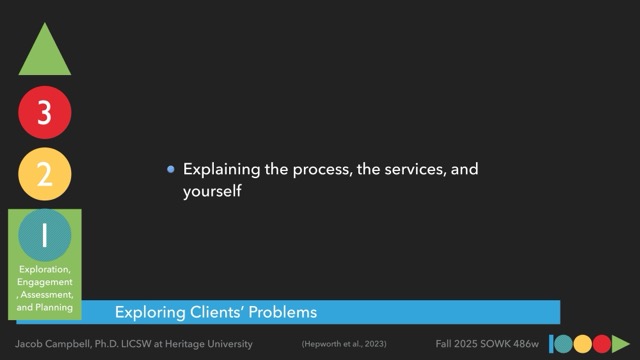 3
2
1
Exploration,
Engagement
, Assessment,
and Planning
Explaining the process, the services, and
yourself
Exploring Clients’ Problems
Jacob Campbell, Ph.D. LICSW at Heritage University
(Hepworth et al., 2023)
Fall 2025 SOWK 486w